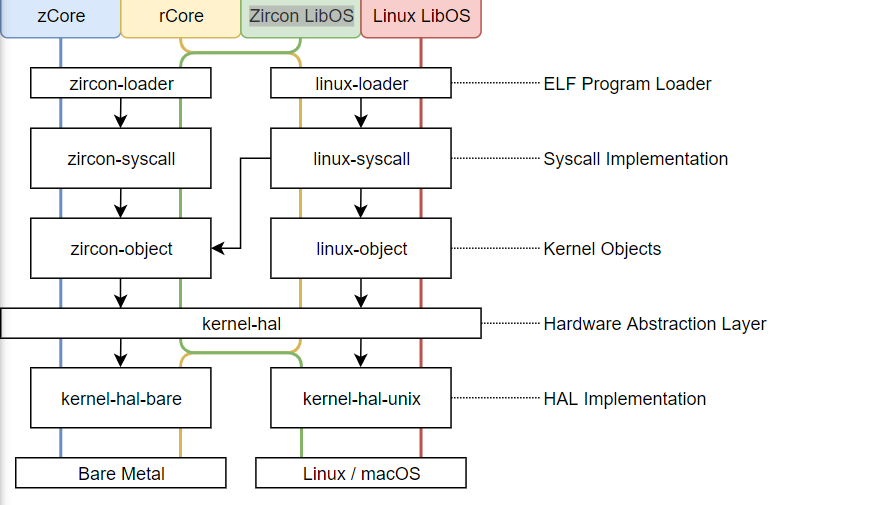 zCore rCore Zircon LibOS Linux LibOS
zircon-loader linux-loader ELF Program Loader
zircon-syscall linux-syscall Syscall Implementation
zircon-object linux-object Kernel Objects
kernel-hal Hardware Abstraction Layer
kernel-hal-bare kernel-hal-unix HAL Implementation
Bare Metal Linux / macOS